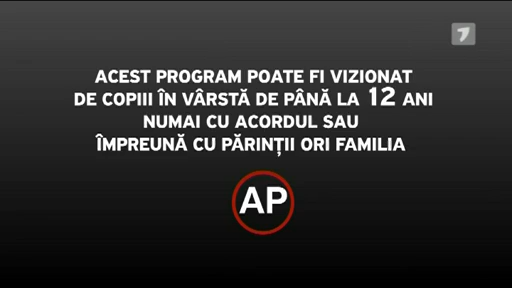 ACEST PROGRAM POATE FI VIZIONAT
DE COPIII ÎN VÂRSTĂ DE PÂNĂ LA 12 ANI
NUMAI CU ACORDUL SAU
ÎMPREUNĂ CU PĂRINȚII ORI FAMILIA
AP
7